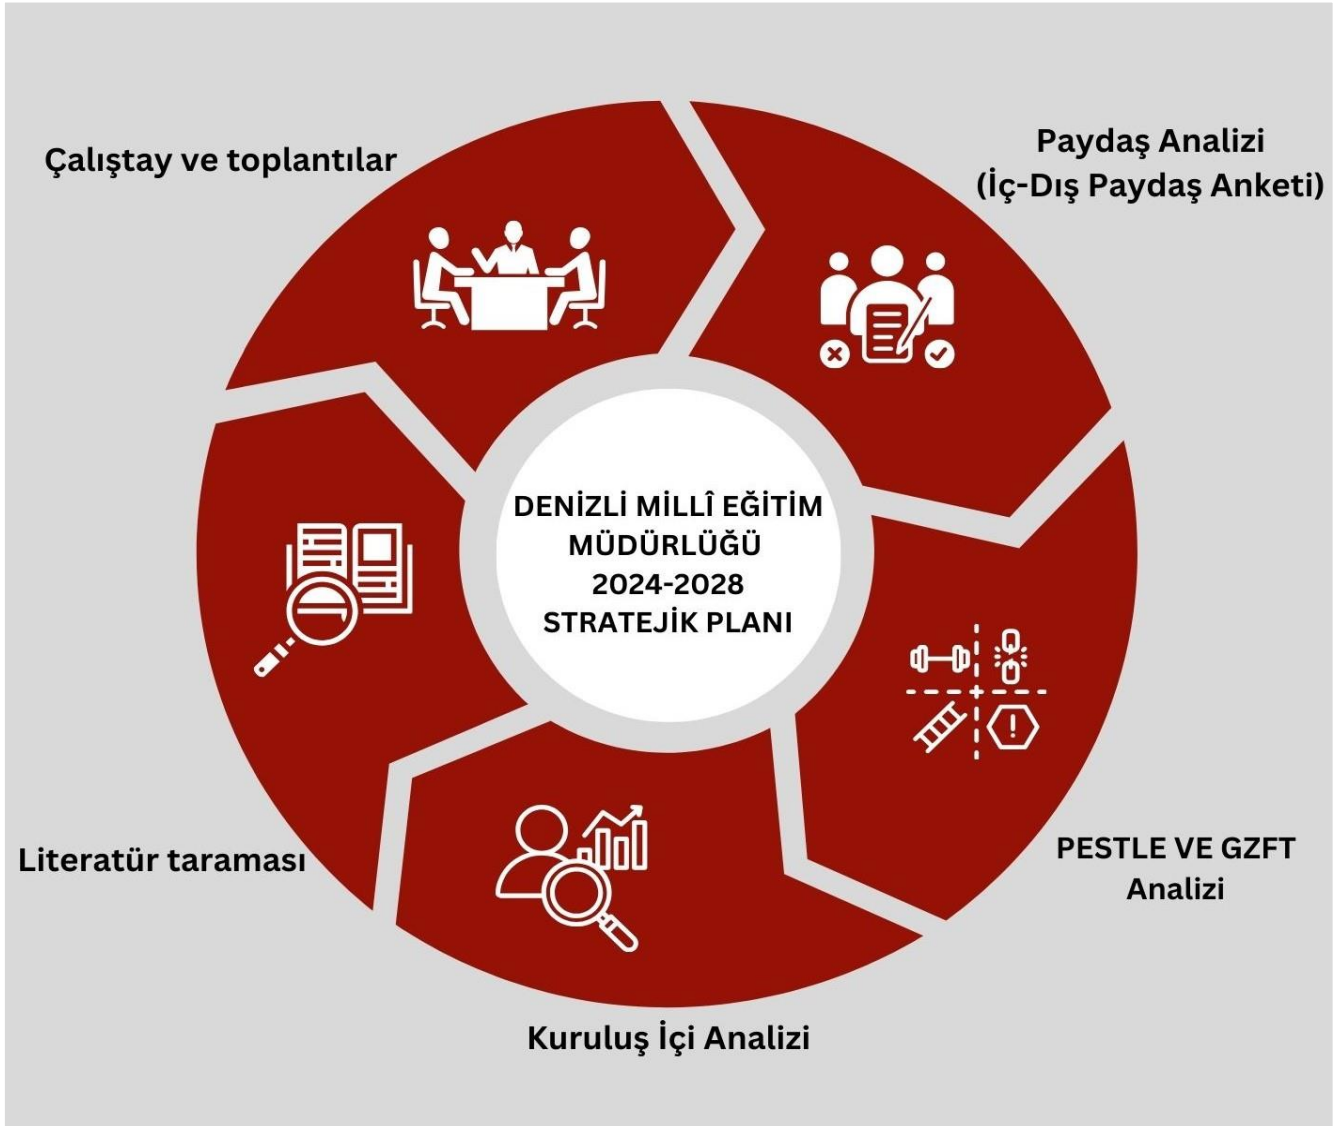 Çalıştay ve toplantılar
Paydaş Analizi
(İç-Dış Paydaş Anketi)
DENİZLİ MİLLÎ EĞİTİM
MÜDÜRLÜĞÜ
2024-2028
STRATEJİK PLANI
Literatür taraması
PESTLE VE GZFT
Analizi
Kuruluş İçi Analizi